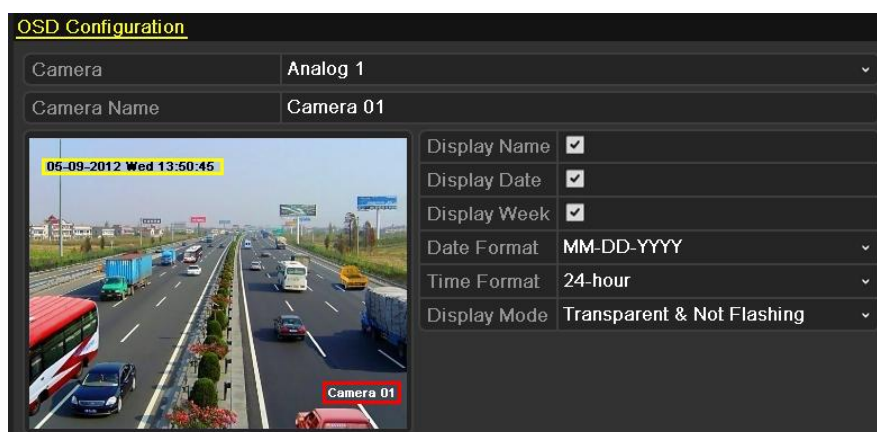 OSD Configuration
Camera Analog 1
Camera Name Camera 01
05-09-2012 Wed 13:50:45
Camera 01
Display Name
Display Date
Display Week
Date Format MM-DD-YYYY
Time Format 24-hour
Display Mode Transparent & Not Flashing